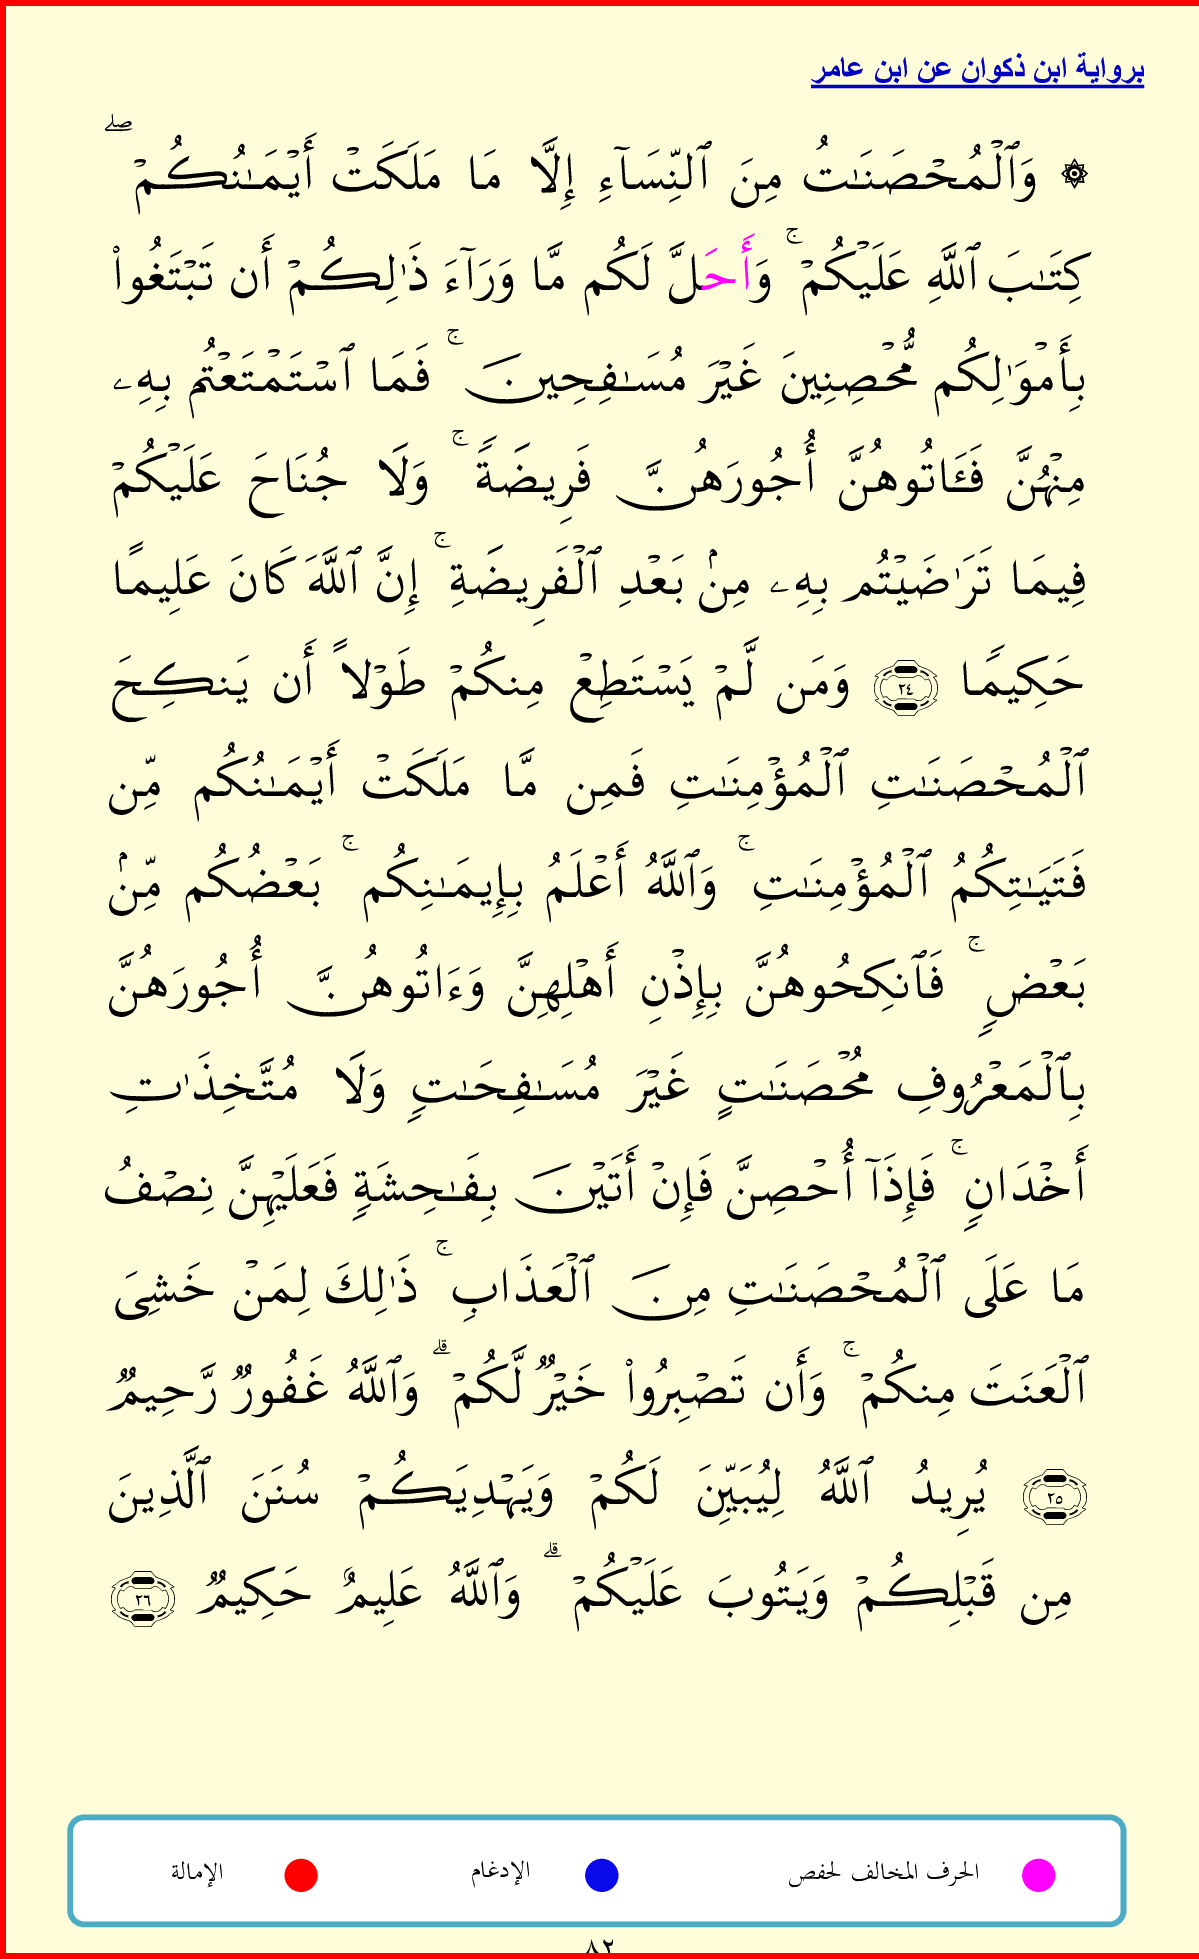 برواية ابن ذكوان عن ابن عامر
۞ وَٱلْمُحْصَنَـٰتُ مِنَ ٱلنِّسَآءِ إِلَّا مَا مَلَكَتْ أَيْمَـٰنُكُمْ ۖ
كِتَـٰبَ ٱللَّهِ عَلَيْكُمْ ۚ وَأَحَلَّ لَكُم مَّا وَرَآءَ ذَٰلِكُمْ أَن تَبْتَغُوا۟
بِأَمْوَٰلِكُم مُّحْصِنِينَ غَيْرَ مُسَـٰفِحِينَ ۚ فَمَا ٱسْتَمْتَعْتُم بِهِۦ
مِنْهُنَّ فَـَٔاتُوهُنَّ أُجُورَهُنَّ فَرِيضَةً ۚ وَلَا جُنَاحَ عَلَيْكُمْ
فِيمَا تَرَٰضَيْتُم بِهِۦ مِنۢ بَعْدِ ٱلْفَرِيضَةِ ۚ إِنَّ ٱللَّهَ كَانَ عَلِيمًا
حَكِيمًا ٢٤ وَمَن لَّمْ يَسْتَطِعْ مِنكُمْ طَوْلاً أَن يَنكِحَ
ٱلْمُحْصَنَـٰتِ ٱلْمُؤْمِنَـٰتِ فَمِن مَّا مَلَكَتْ أَيْمَـٰنُكُم مِّن
فَتَيَـٰتِكُمُ ٱلْمُؤْمِنَـٰتِ ۚ وَٱللَّهُ أَعْلَمُ بِإِيمَـٰنِكُم ۚ بَعْضُكُم مِّنۢ
بَعْضٍ ۚ فَٱنكِحُوهُنَّ بِإِذْنِ أَهْلِهِنَّ وَءَاتُوهُنَّ أُجُورَهُنَّ
بِٱلْمَعْرُوفِ مُحْصَنَـٰتٍ غَيْرَ مُسَـٰفِحَـٰتٍ وَلَا مُتَّخِذَٰتِ
أَخْدَانٍ ۚ فَإِذَآ أُحْصِنَّ فَإِنْ أَتَيْنَ بِفَـٰحِشَةٍ فَعَلَيْهِنَّ نِصْفُ
مَا عَلَى ٱلْمُحْصَنَـٰتِ مِنَ ٱلْعَذَابِ ۚ ذَٰلِكَ لِمَنْ خَشِىَ
ٱلْعَنَتَ مِنكُمْ ۚ وَأَن تَصْبِرُوا۟ خَيْرٌ لَّكُمْ ۗ وَٱللَّهُ غَفُورٌ رَّحِيمٌ
٢٥ يُرِيدُ ٱللَّهُ لِيُبَيِّنَ لَكُمْ وَيَهْدِيَكُمْ سُنَنَ ٱلَّذِينَ
مِن قَبْلِكُمْ وَيَتُوبَ عَلَيْكُمْ ۗ وَٱللَّهُ عَلِيمٌ حَكِيمٌ ٢٦
الحرف المخالف لحفص الإدغام الإمالة
٨٢